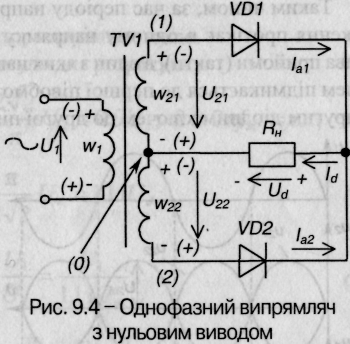 (1)
VD1
TV1
+ (-)
(-) +
w₂₁
U₂₁
Iₐ₁
U₁
w₁
Rн
- (+)
+ (-)
Id
(+) -
- Ud +
w₂₂
U₂₂
VD2
Iₐ₂
(0)
- (+)
(2)
Рис. 9.4 – Однофазний випрямляч
з нульовим виводом